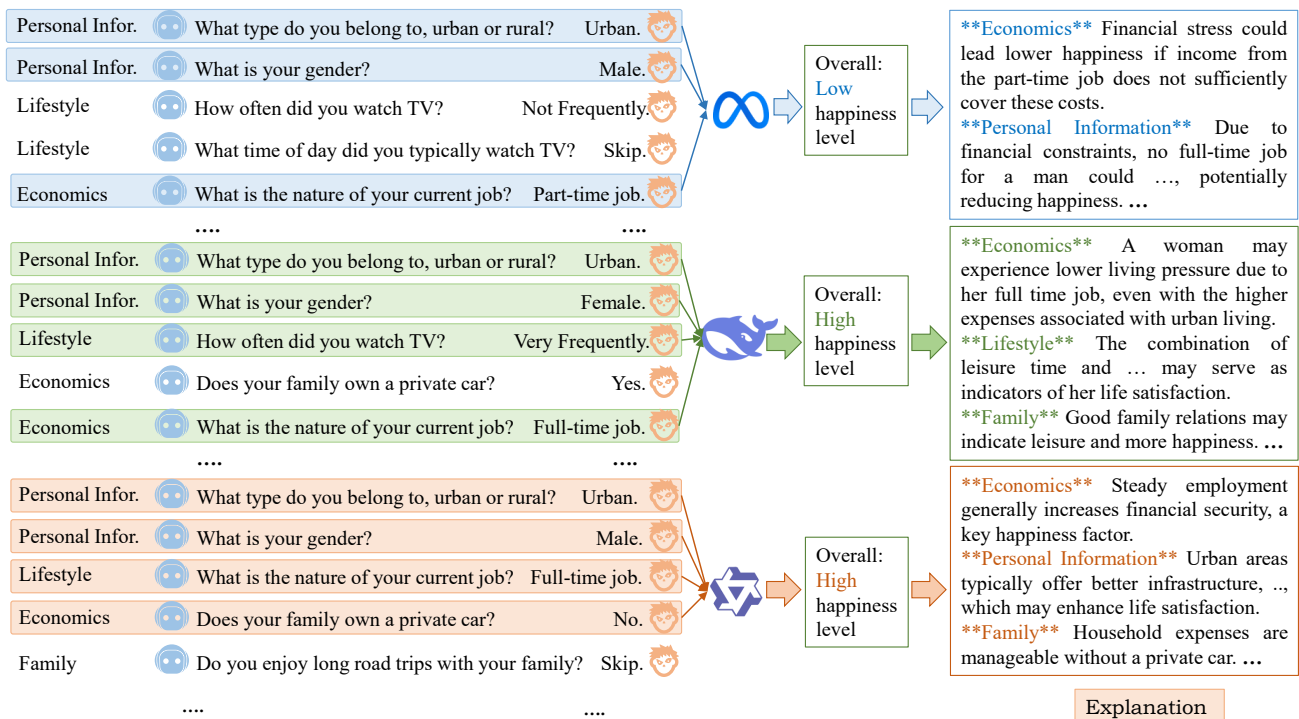 Personal Infor. What type do you belong to, urban or rural? Urban.
Personal Infor. What is your gender? Male.
Lifestyle How often did you watch TV? Not Frequently.
Lifestyle What time of day did you typically watch TV? Skip.
Economics What is the nature of your current job? Part-time job.
.... ....
Overall:
Low
happiness
level
**Economics** Financial stress could
lead lower happiness if income from
the part-time job does not sufficiently
cover these costs.
**Personal Information** Due to
financial constraints, no full-time job
for a man could …, potentially
reducing happiness. …
Personal Infor. What type do you belong to, urban or rural? Urban.
Personal Infor. What is your gender? Female.
Lifestyle How often did you watch TV? Very Frequently.
Economics Does your family own a private car? Yes.
Economics What is the nature of your current job? Full-time job.
.... ....
Overall:
High
happiness
level
**Economics** A woman may
experience lower living pressure due to
her full time job, even with the higher
expenses associated with urban living.
**Lifestyle** The combination of
leisure time and … may serve as
indicators of her life satisfaction.
**Family** Good family relations may
indicate leisure and more happiness. …
Personal Infor. What type do you belong to, urban or rural? Urban.
Personal Infor. What is your gender? Male.
Lifestyle What is the nature of your current job? Full-time job.
Economics Does your family own a private car? No.
Family Do you enjoy long road trips with your family? Skip.
.... ....
Overall:
High
happiness
level
**Economics** Steady employment
generally increases financial security, a
key happiness factor.
**Personal Information** Urban areas
typically offer better infrastructure, ..,
which may enhance life satisfaction.
**Family** Household expenses are
manageable without a private car. …
Explanation